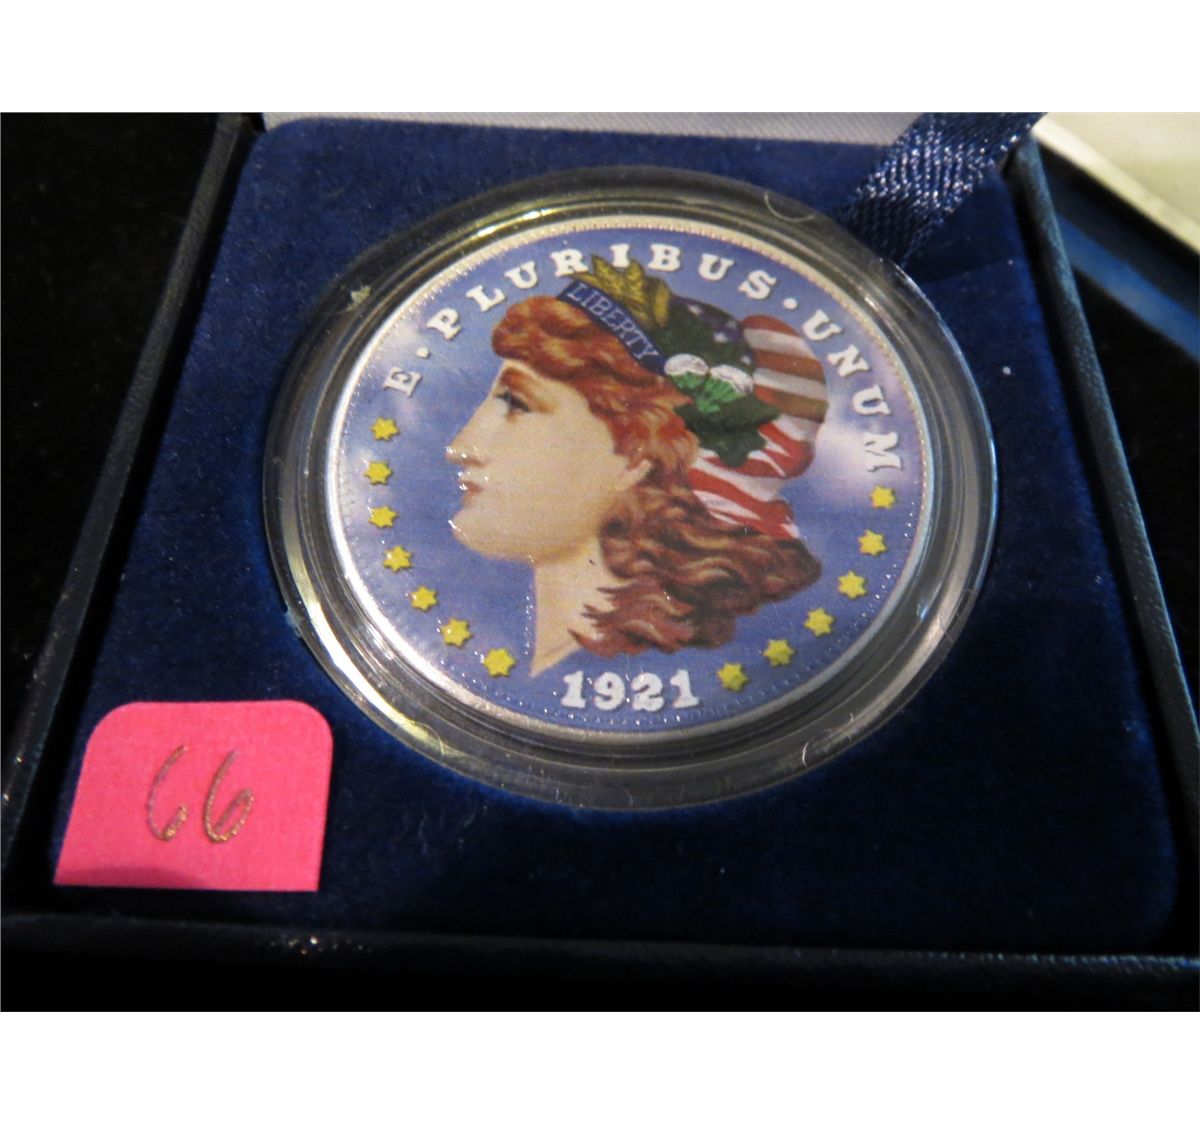 E · PLURIBUS · UNUM
LIBERTY
1921
66